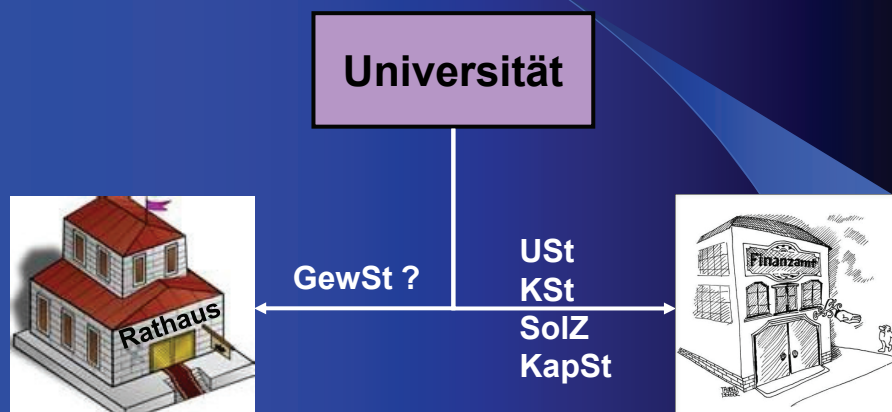 Universität
GewSt ?
USt
KSt
SolZ
KapSt
Rathaus
Finanzamt